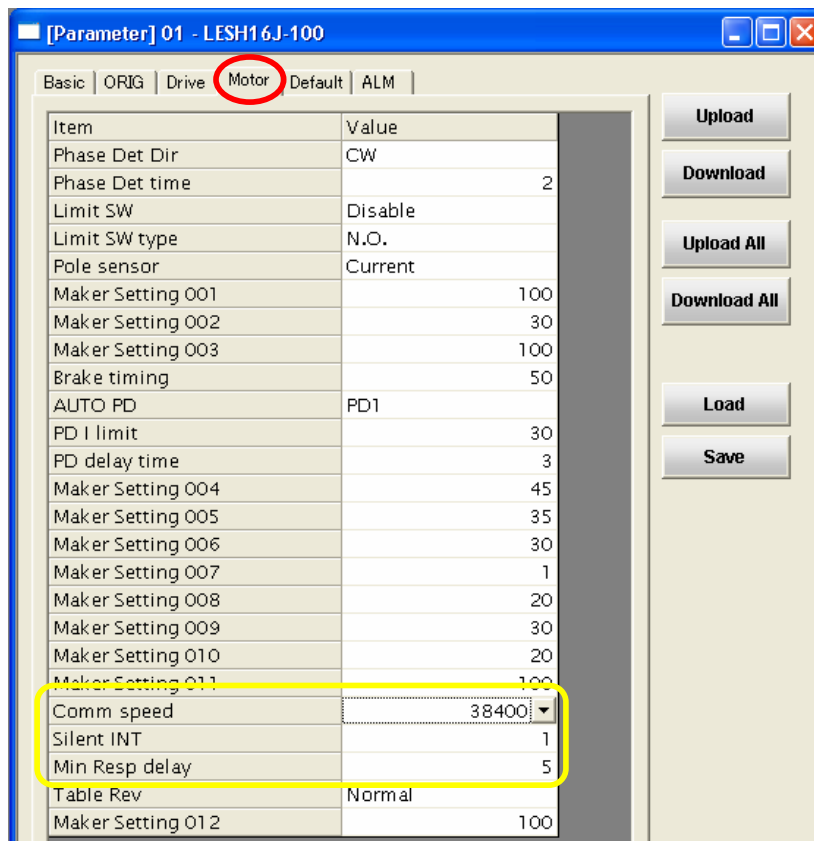 [Parameter] 01 - LESH16J-100
Basic ORIG Drive Motor Default ALM
Item Value
Phase Det Dir CW
Phase Det time 2
Limit SW Disable
Limit SW type N.O.
Pole sensor Current
Maker Setting 001 100
Maker Setting 002 30
Maker Setting 003 100
Brake timing 50
AUTO PD PD1
PD I limit 30
PD delay time 3
Maker Setting 004 45
Maker Setting 005 35
Maker Setting 006 30
Maker Setting 007 1
Maker Setting 008 20
Maker Setting 009 30
Maker Setting 010 20
Maker Setting 011 100
Comm speed 38400
Silent INT 1
Min Resp delay 5
Table Rev Normal
Maker Setting 012 100
Upload
Download
Upload All
Download All
Load
Save